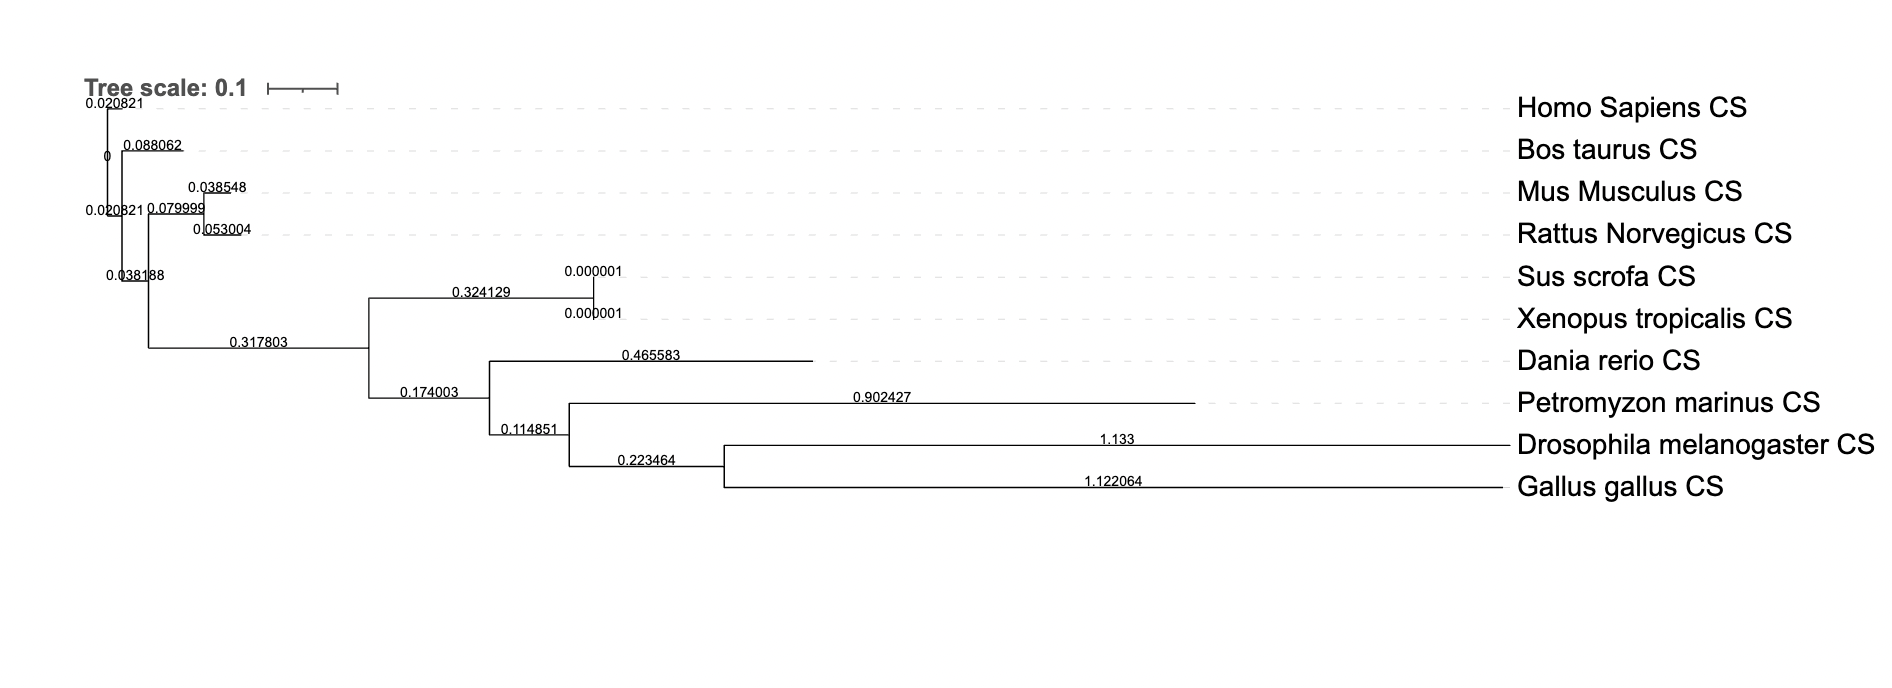 Tree scale: 0.1
0.020821
Homo Sapiens CS
0.088062
Bos taurus CS
0
0.038548
Mus Musculus CS
0.020821
0.079999
0.053004
Rattus Norvegicus CS
0.038188
0.000001
Sus scrofa CS
0.324129
0.000001
Xenopus tropicalis CS
0.317803
0.465583
Dania rerio CS
0.174003
0.902427
Petromyzon marinus CS
0.114851
1.133
Drosophila melanogaster CS
0.223464
1.122064
Gallus gallus CS